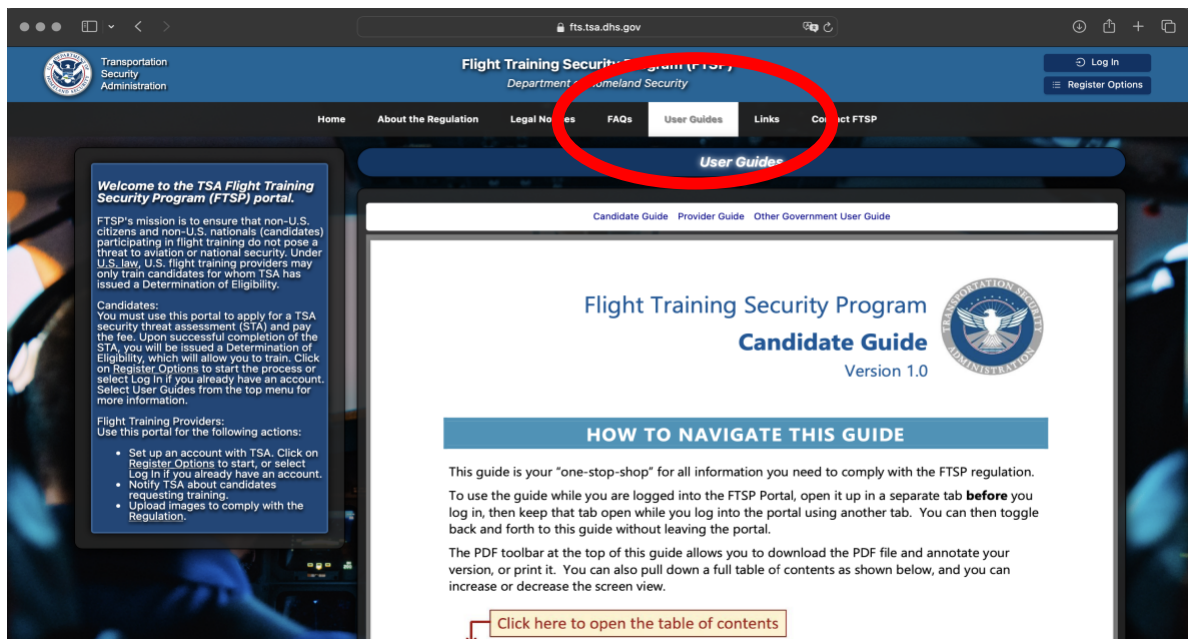 fts.tsa.dhs.gov
Transportation
Security
Administration
Flight Training Security Program (FTSP)
Department Homeland Security
Log In
Register Options
Home About the Regulation Legal Notices FAQs User Guides Links Contact FTSP
User Guides
Welcome to the TSA Flight Training
Security Program (FTSP) portal.
FTSP's mission is to ensure that non-U.S.
citizens and non-U.S. nationals (candidates)
participating in flight training do not pose a
threat to aviation or national security. Under
U.S. law, U.S. flight training providers may
only train candidates for whom TSA has
issued a Determination of Eligibility.
Candidates:
You must use this portal to apply for a TSA
security threat assessment (STA) and pay
the fee. Upon successful completion of the
STA, you will be issued a Determination of
Eligibility, which will allow you to train. Click
on Register Options to start the process or
select Log In if you already have an account.
Select User Guides from the top menu for
more information.
Flight Training Providers:
Use this portal for the following actions:
• Set up an account with TSA. Click on
Register Options to start, or select
Log In if you already have an account.
• Notify TSA about candidates
requesting training.
• Upload images to comply with the
Regulation.
Candidate Guide Provider Guide Other Government User Guide
Flight Training Security Program
Candidate Guide
Version 1.0
TRANSPORTATION SECURITY
ADMINISTRATION
HOW TO NAVIGATE THIS GUIDE
This guide is your “one-stop-shop” for all information you need to comply with the FTSP regulation.
To use the guide while you are logged into the FTSP Portal, open it up in a separate tab before you
log in, then keep that tab open while you log into the portal using another tab. You can then toggle
back and forth to this guide without leaving the portal.
The PDF toolbar at the top of this guide allows you to download the PDF file and annotate your
version, or print it. You can also pull down a full table of contents as shown below, and you can
increase or decrease the screen view.
Click here to open the table of contents